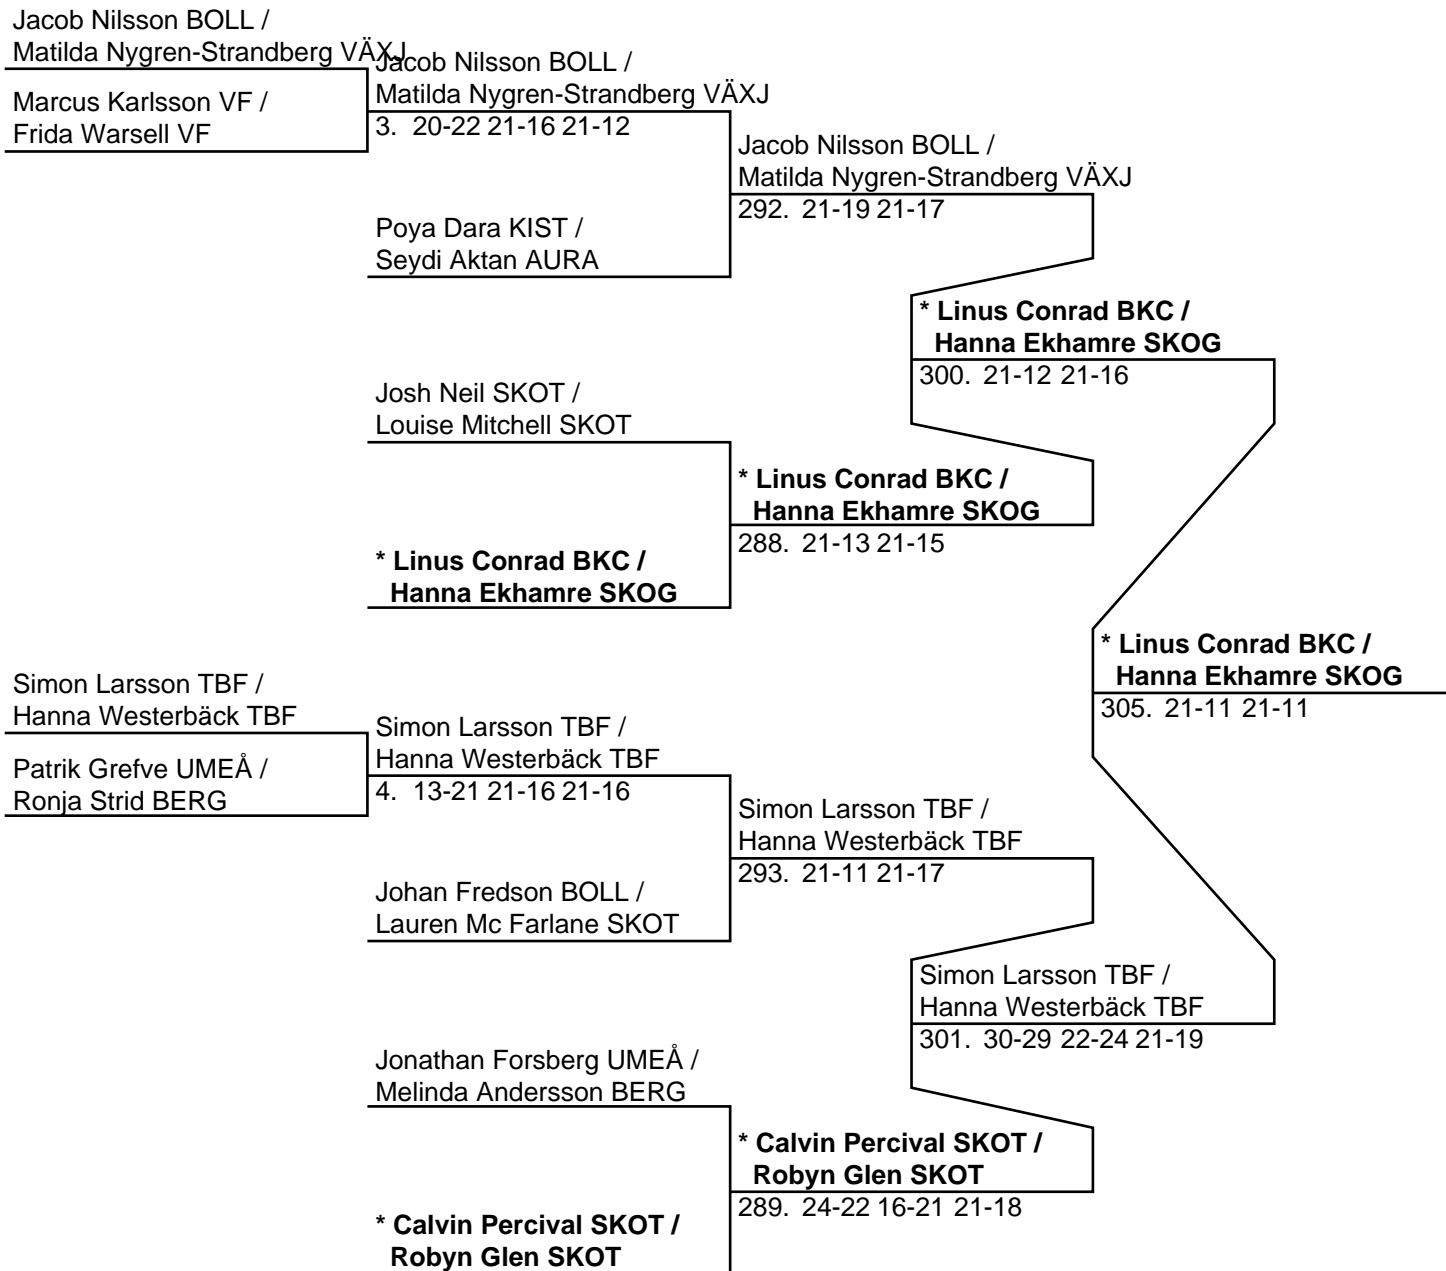 Jacob Nilsson BOLL /
Matilda Nygren-Strandberg VÄXJ
Marcus Karlsson VF /
Frida Warsell VF
Jacob Nilsson BOLL /
Matilda Nygren-Strandberg VÄXJ
3. 20-22 21-16 21-12
Poya Dara KIST /
Seydi Aktan AURA
Jacob Nilsson BOLL /
Matilda Nygren-Strandberg VÄXJ
292. 21-19 21-17
Josh Neil SKOT /
Louise Mitchell SKOT
* Linus Conrad BKC /
Hanna Ekhamre SKOG
* Linus Conrad BKC /
Hanna Ekhamre SKOG
288. 21-13 21-15
* Linus Conrad BKC /
Hanna Ekhamre SKOG
300. 21-12 21-16
Simon Larsson TBF /
Hanna Westerbäck TBF
Patrik Grefve UMEÅ /
Ronja Strid BERG
Simon Larsson TBF /
Hanna Westerbäck TBF
4. 13-21 21-16 21-16
Johan Fredson BOLL /
Lauren Mc Farlane SKOT
Simon Larsson TBF /
Hanna Westerbäck TBF
293. 21-11 21-17
Jonathan Forsberg UMEÅ /
Melinda Andersson BERG
* Calvin Percival SKOT /
Robyn Glen SKOT
* Calvin Percival SKOT /
Robyn Glen SKOT
289. 24-22 16-21 21-18
Simon Larsson TBF /
Hanna Westerbäck TBF
301. 30-29 22-24 21-19
* Linus Conrad BKC /
Hanna Ekhamre SKOG
305. 21-11 21-11